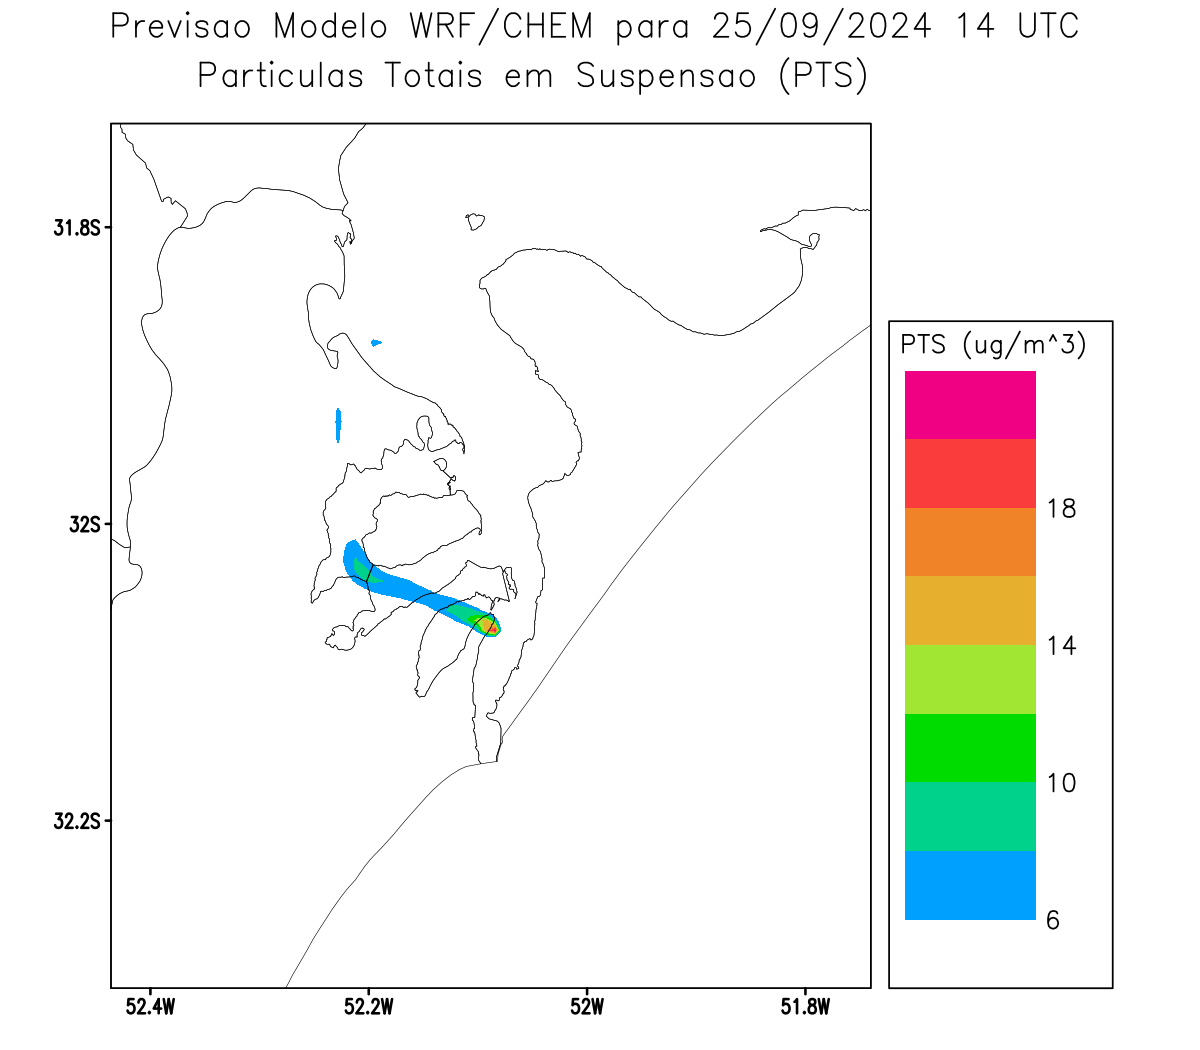 Previsao Modelo WRF/CHEM para 25/09/2024 14 UTC
Particulas Totais em Suspensao (PTS)
31.8S
32S
32.2S
52.4W
52.2W
52W
51.8W
PTS (ug/m^3)
18
14
10
6